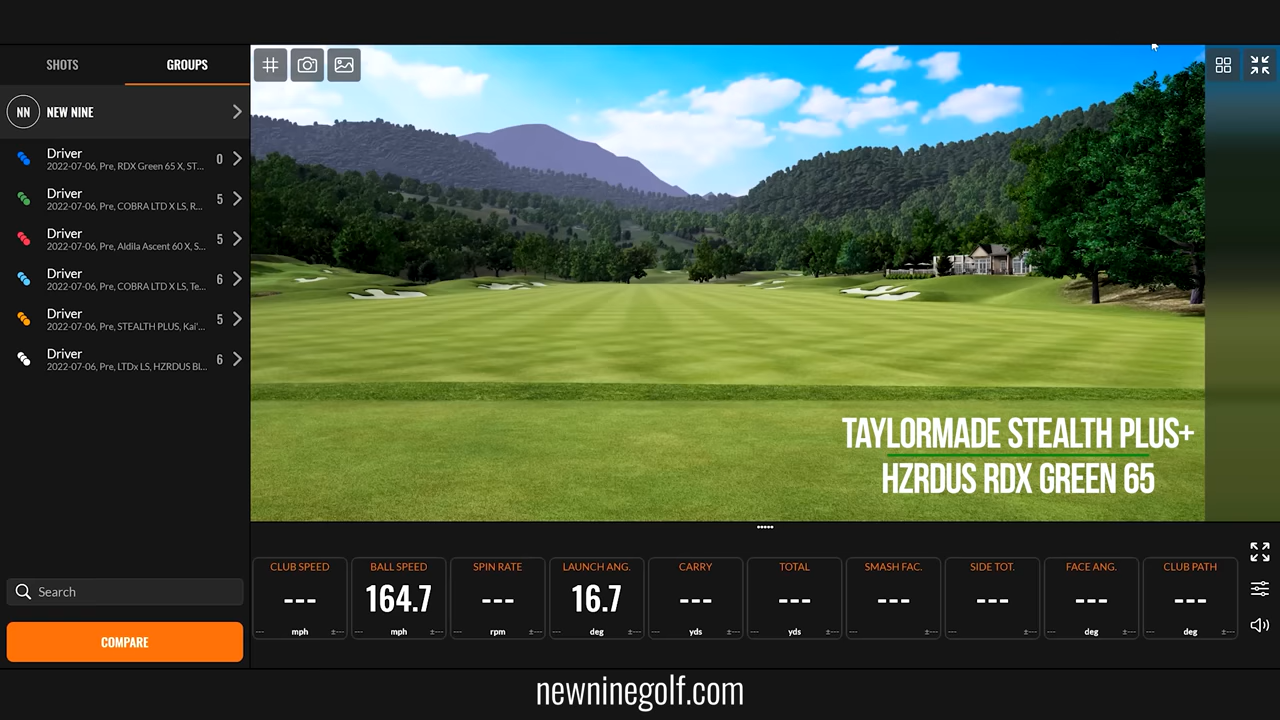 SHOTS
GROUPS
NN NEW NINE
Driver
2022-07-06, Pre, RDX Green 65 X, ST...
0
Driver
2022-07-06, Pre, COBRA LTD X LS, R...
5
Driver
2022-07-06, Pre, Aldila Ascent 60 X, S...
5
Driver
2022-07-06, Pre, COBRA LTD X LS, Te...
6
Driver
2022-07-06, Pre, STEALTH PLUS, Kai'...
5
Driver
2022-07-06, Pre, LTDx LS, HZRDUS Bl...
6
Search
COMPARE
TAYLORMADE STEALTH PLUS+
HZRDUS RDX GREEN 65
CLUB SPEED
---
--- mph ±---
BALL SPEED
164.7
--- mph ±---
SPIN RATE
---
--- rpm ±---
LAUNCH ANG.
16.7
--- deg ±---
CARRY
---
--- yds ±---
TOTAL
---
--- yds ±---
SMASH FAC.
---
--- ±---
SIDE TOT.
---
--- ±---
FACE ANG.
---
--- deg ±---
CLUB PATH
---
--- deg ±---
newninegolf.com